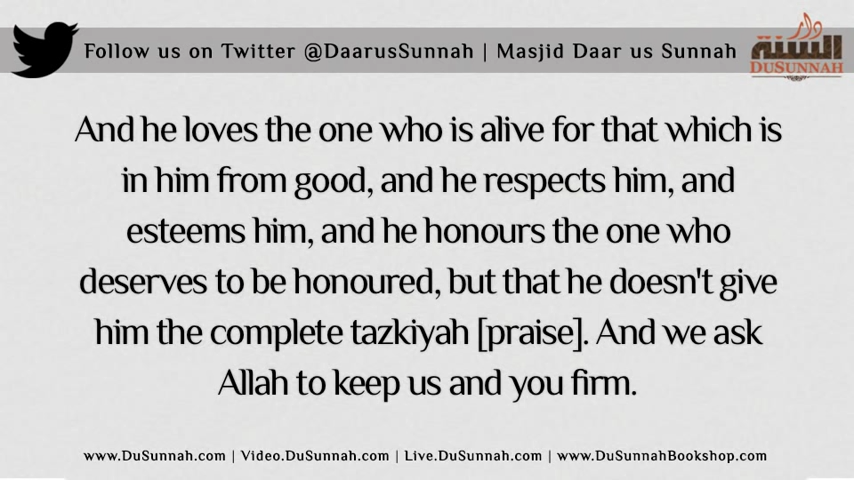 Follow us on Twitter @DaarusSunnah | Masjid Daar us Sunnah
دار
السنة
DUSUNNAH
And he loves the one who is alive for that which is
in him from good, and he respects him, and
esteems him, and he honours the one who
deserves to be honoured, but that he doesn't give
him the complete tazkiyah [praise]. And we ask
Allah to keep us and you firm.
www.DuSunnah.com | Video.DuSunnah.com | Live.DuSunnah.com | www.DuSunnahBookshop.com